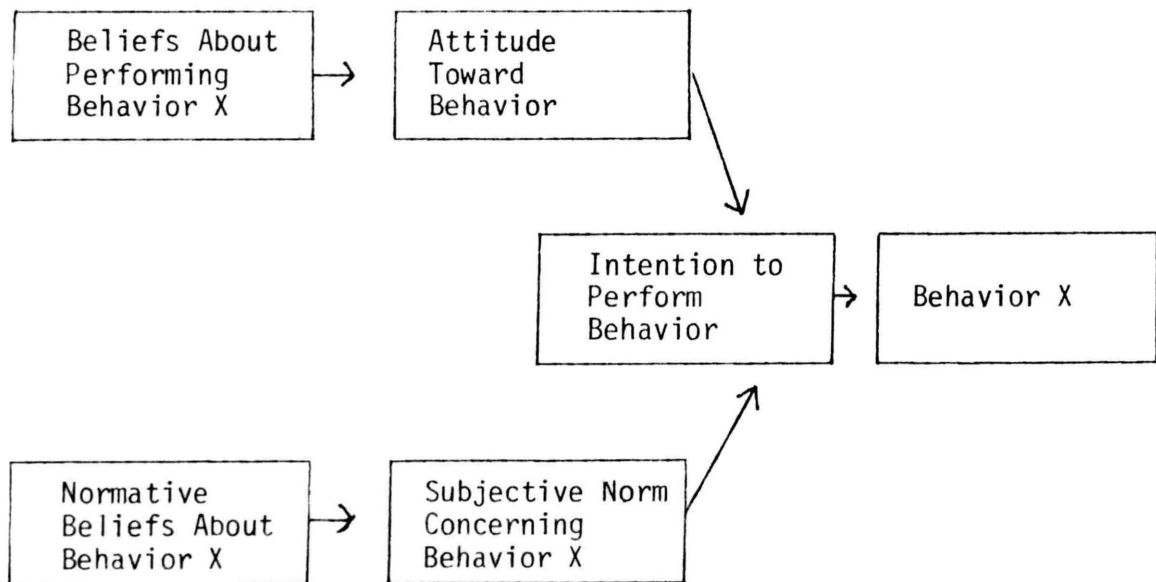 Beliefs About
Performing
Behavior X
Attitude
Toward
Behavior
Intention to
Perform
Behavior
Behavior X
Normative
Beliefs About
Behavior X
Subjective Norm
Concerning
Behavior X